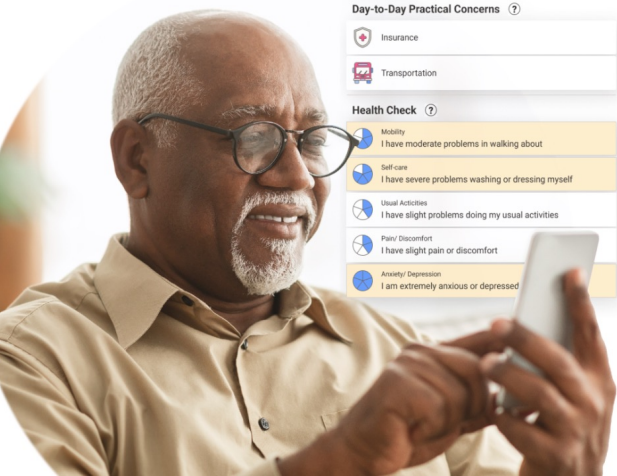 Day-to-Day Practical Concerns ?
Insurance
Transportation
Health Check ?
Mobility
I have moderate problems in walking about
Self-care
I have severe problems washing or dressing myself
Usual Acticities
I have slight problems doing my usual activities
Pain/ Discomfort
I have slight pain or discomfort
Anxiety/ Depression
I am extremely anxious or depressed